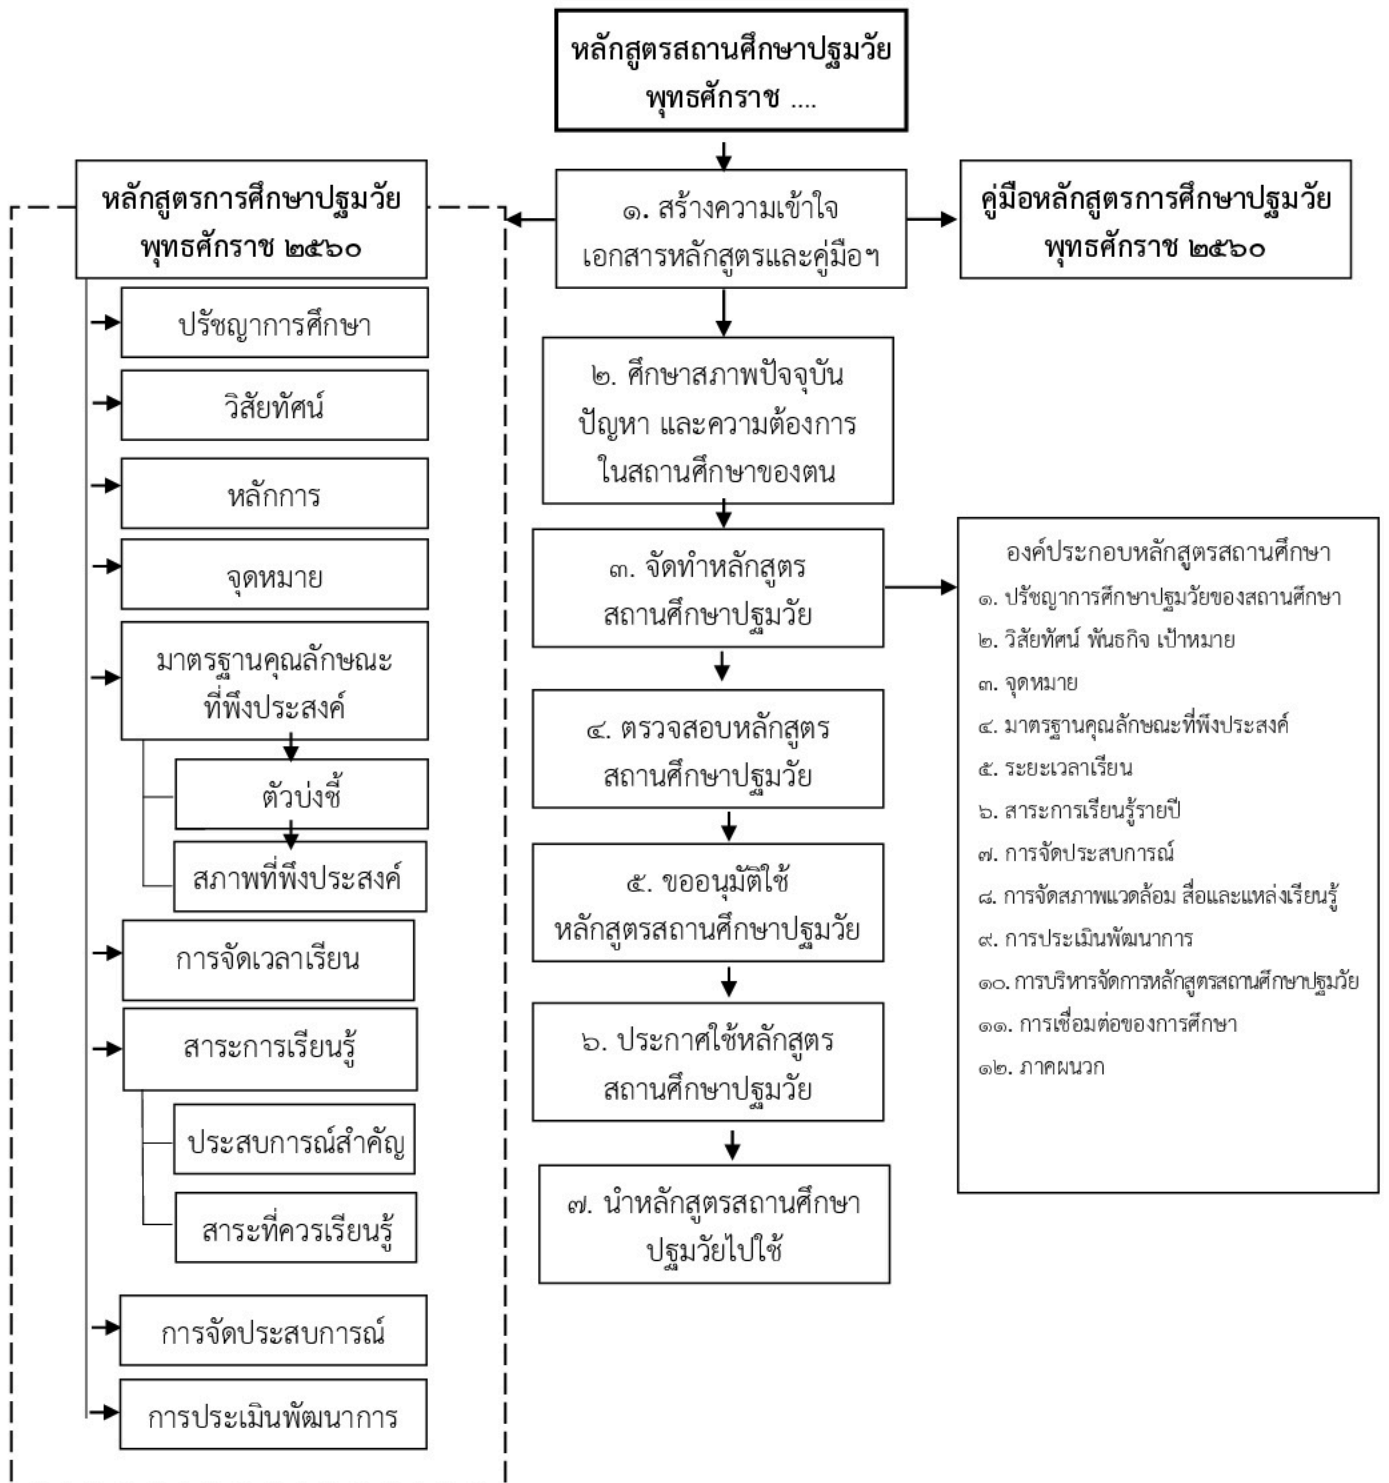 หลักสูตรสถานศึกษาปฐมวัย
พุทธศักราช ....
หลักสูตรการศึกษาปฐมวัย
พุทธศักราช ๒๕๖๐
๑. สร้างความเข้าใจ
เอกสารหลักสูตรและคู่มือฯ
คู่มือหลักสูตรการศึกษาปฐมวัย
พุทธศักราช ๒๕๖๐
ปรัชญาการศึกษา
วิสัยทัศน์
หลักการ
จุดหมาย
มาตรฐานคุณลักษณะ
ที่พึงประสงค์
ตัวบ่งชี้
สภาพที่พึงประสงค์
การจัดเวลาเรียน
สาระการเรียนรู้
ประสบการณ์สำคัญ
สาระที่ควรเรียนรู้
การจัดประสบการณ์
การประเมินพัฒนาการ
๒. ศึกษาสภาพปัจจุบัน
ปัญหา และความต้องการ
ในสถานศึกษาของตน
๓. จัดทำหลักสูตร
สถานศึกษาปฐมวัย
๔. ตรวจสอบหลักสูตร
สถานศึกษาปฐมวัย
๕. ขออนุมัติใช้
หลักสูตรสถานศึกษาปฐมวัย
๖. ประกาศใช้หลักสูตร
สถานศึกษาปฐมวัย
๗. นำหลักสูตรสถานศึกษา
ปฐมวัยไปใช้
องค์ประกอบหลักสูตรสถานศึกษา
๑. ปรัชญาการศึกษาปฐมวัยของสถานศึกษา
๒. วิสัยทัศน์ พันธกิจ เป้าหมาย
๓. จุดหมาย
๔. มาตรฐานคุณลักษณะที่พึงประสงค์
๕. ระยะเวลาเรียน
๖. สาระการเรียนรู้รายปี
๗. การจัดประสบการณ์
๘. การจัดสภาพแวดล้อม สื่อและแหล่งเรียนรู้
๙. การประเมินพัฒนาการ
๑๐. การบริหารจัดการหลักสูตรสถานศึกษาปฐมวัย
๑๑. การเชื่อมต่อของการศึกษา
๑๒. ภาคผนวก